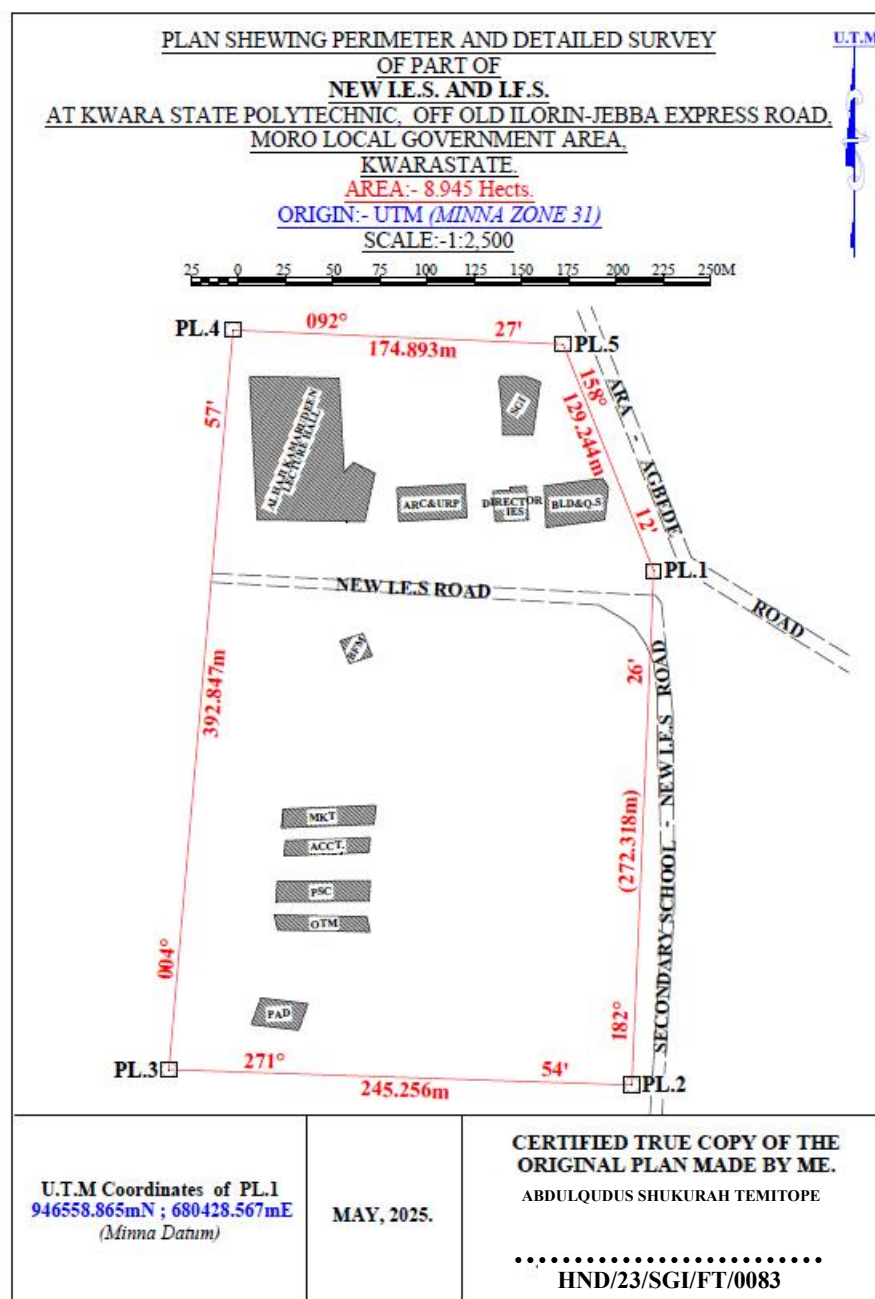 PLAN SHEWING PERIMETER AND DETAILED SURVEY
OF PART OF
NEW I.E.S. AND I.F.S.
AT KWARA STATE POLYTECHNIC, OFF OLD ILORIN-JEBBA EXPRESS ROAD,
MORO LOCAL GOVERNMENT AREA,
KWARASTATE.
AREA:- 8.945 Hects.
ORIGIN:- UTM (MINNA ZONE 31)
SCALE:-1:2,500
U.T.M
25 0 25 50 75 100 125 150 175 200 225 250M
PL.4
092° 27'
174.893m
PL.5
57'
158°
129.244m
12'
ARA - AGBEDE
ROAD
ALHAJI KAMARUDEEN
LECTURE HALL
SGI
ARC&URP
DIRECTOR
IES
BLD&Q.S
PL.1
NEW I.E.S ROAD
BFM
392.847m
26'
(272.318m)
SECONDARY SCHOOL - NEW I.E.S ROAD
MKT
ACCT.
PSC
OTM
004°
182°
PAD
PL.3
271° 54'
245.256m
PL.2
U.T.M Coordinates of PL.1
946558.865mN ; 680428.567mE
(Minna Datum)
MAY, 2025.
CERTIFIED TRUE COPY OF THE
ORIGINAL PLAN MADE BY ME.
ABDULQUDUS SHUKURAH TEMITOPE
HND/23/SGI/FT/0083